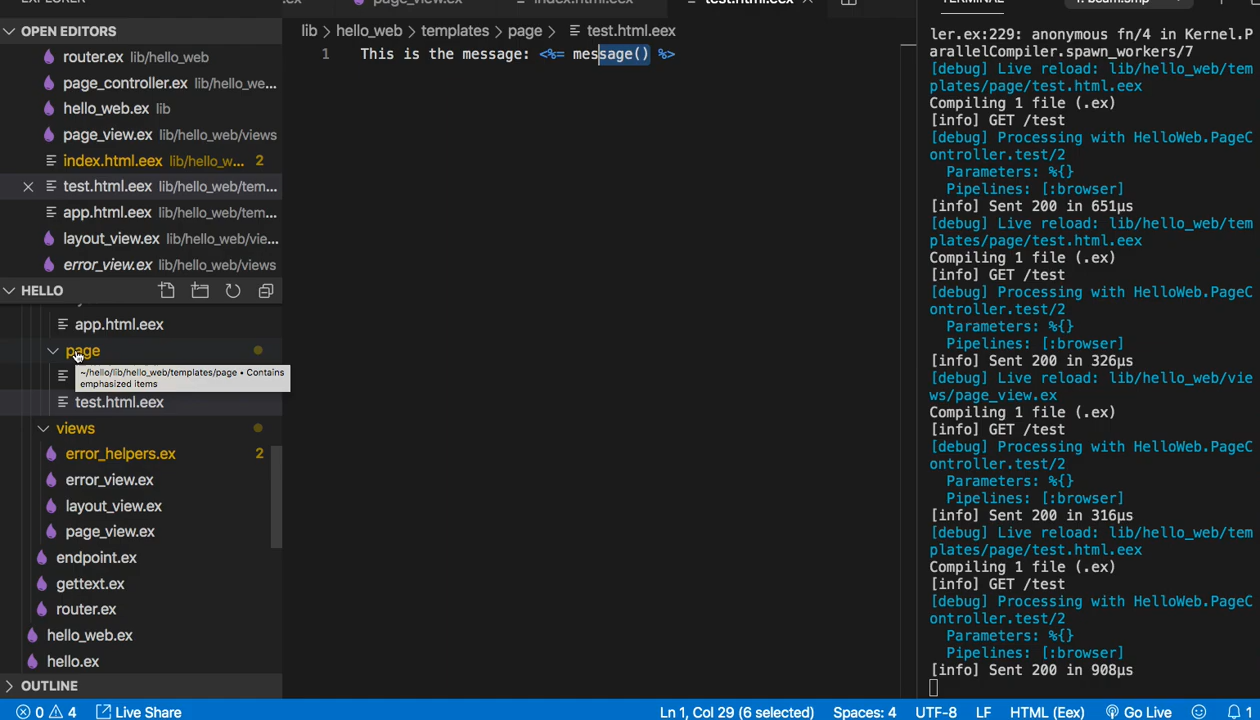 OPEN EDITORS
router.ex lib/hello_web
page_controller.ex lib/hello_we...
hello_web.ex lib
page_view.ex lib/hello_web/views
index.html.eex lib/hello_w... 2
test.html.eex lib/hello_web/tem...
app.html.eex lib/hello_web/tem...
layout_view.ex lib/hello_web/vie...
error_view.ex lib/hello_web/views
HELLO
app.html.eex
page
~/hello/lib/hello_web/templates/page • Contains
emphasized items
test.html.eex
views
error_helpers.ex 2
error_view.ex
layout_view.ex
page_view.ex
endpoint.ex
gettext.ex
router.ex
hello_web.ex
hello.ex
OUTLINE
lib > hello_web > templates > page > test.html.eex
1 This is the message: <%= message() %>
ler.ex:229: anonymous fn/4 in Kernel.P
arallelCompiler.spawn_workers/7
[debug] Live reload: lib/hello_web/tem
plates/page/test.html.eex
Compiling 1 file (.ex)
[info] GET /test
[debug] Processing with HelloWeb.PageC
ontroller.test/2
Parameters: %{}
Pipelines: [:browser]
[info] Sent 200 in 651µs
[debug] Live reload: lib/hello_web/tem
plates/page/test.html.eex
Compiling 1 file (.ex)
[info] GET /test
[debug] Processing with HelloWeb.PageC
ontroller.test/2
Parameters: %{}
Pipelines: [:browser]
[info] Sent 200 in 326µs
[debug] Live reload: lib/hello_web/vie
ws/page_view.ex
Compiling 1 file (.ex)
[info] GET /test
[debug] Processing with HelloWeb.PageC
ontroller.test/2
Parameters: %{}
Pipelines: [:browser]
[info] Sent 200 in 316µs
[debug] Live reload: lib/hello_web/tem
plates/page/test.html.eex
Compiling 1 file (.ex)
[info] GET /test
[debug] Processing with HelloWeb.PageC
ontroller.test/2
Parameters: %{}
Pipelines: [:browser]
[info] Sent 200 in 908µs
0 4 Live Share Ln 1, Col 29 (6 selected) Spaces: 4 UTF-8 LF HTML (Eex) Go Live 1